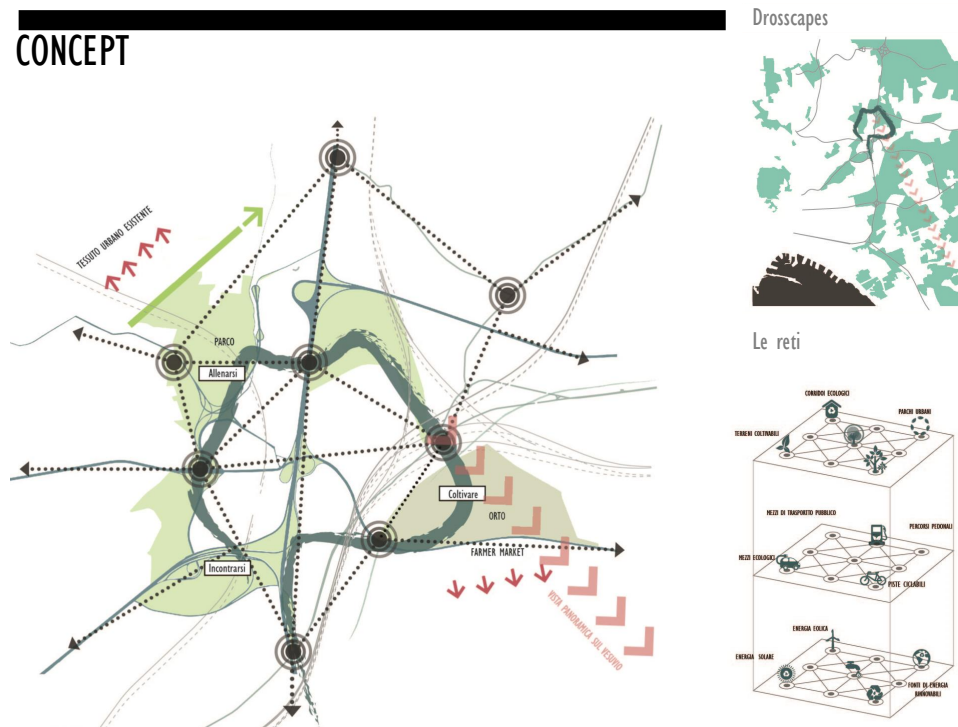 CONCEPT
TESSUTO URBANO ESISTENTE
PARCO
Allenarsi
Coltivare
ORTO
FARMER MARKET
Incontrarsi
VISTA PANORAMICA SUL VESUVIO
Drosscapes
Le reti
CORRIDOI ECOLOGICI
PARCHI URBANI
TERRENI COLTIVABILI
MEZZI DI TRASPORTO PUBBLICO
PERCORSI PEDONALI
MEZZI ECOLOGICI
PISTE CICLABILI
ENERGIA EOLICA
ENERGIA SOLARE
FONTI DI ENERGIA
RINNOVABILI